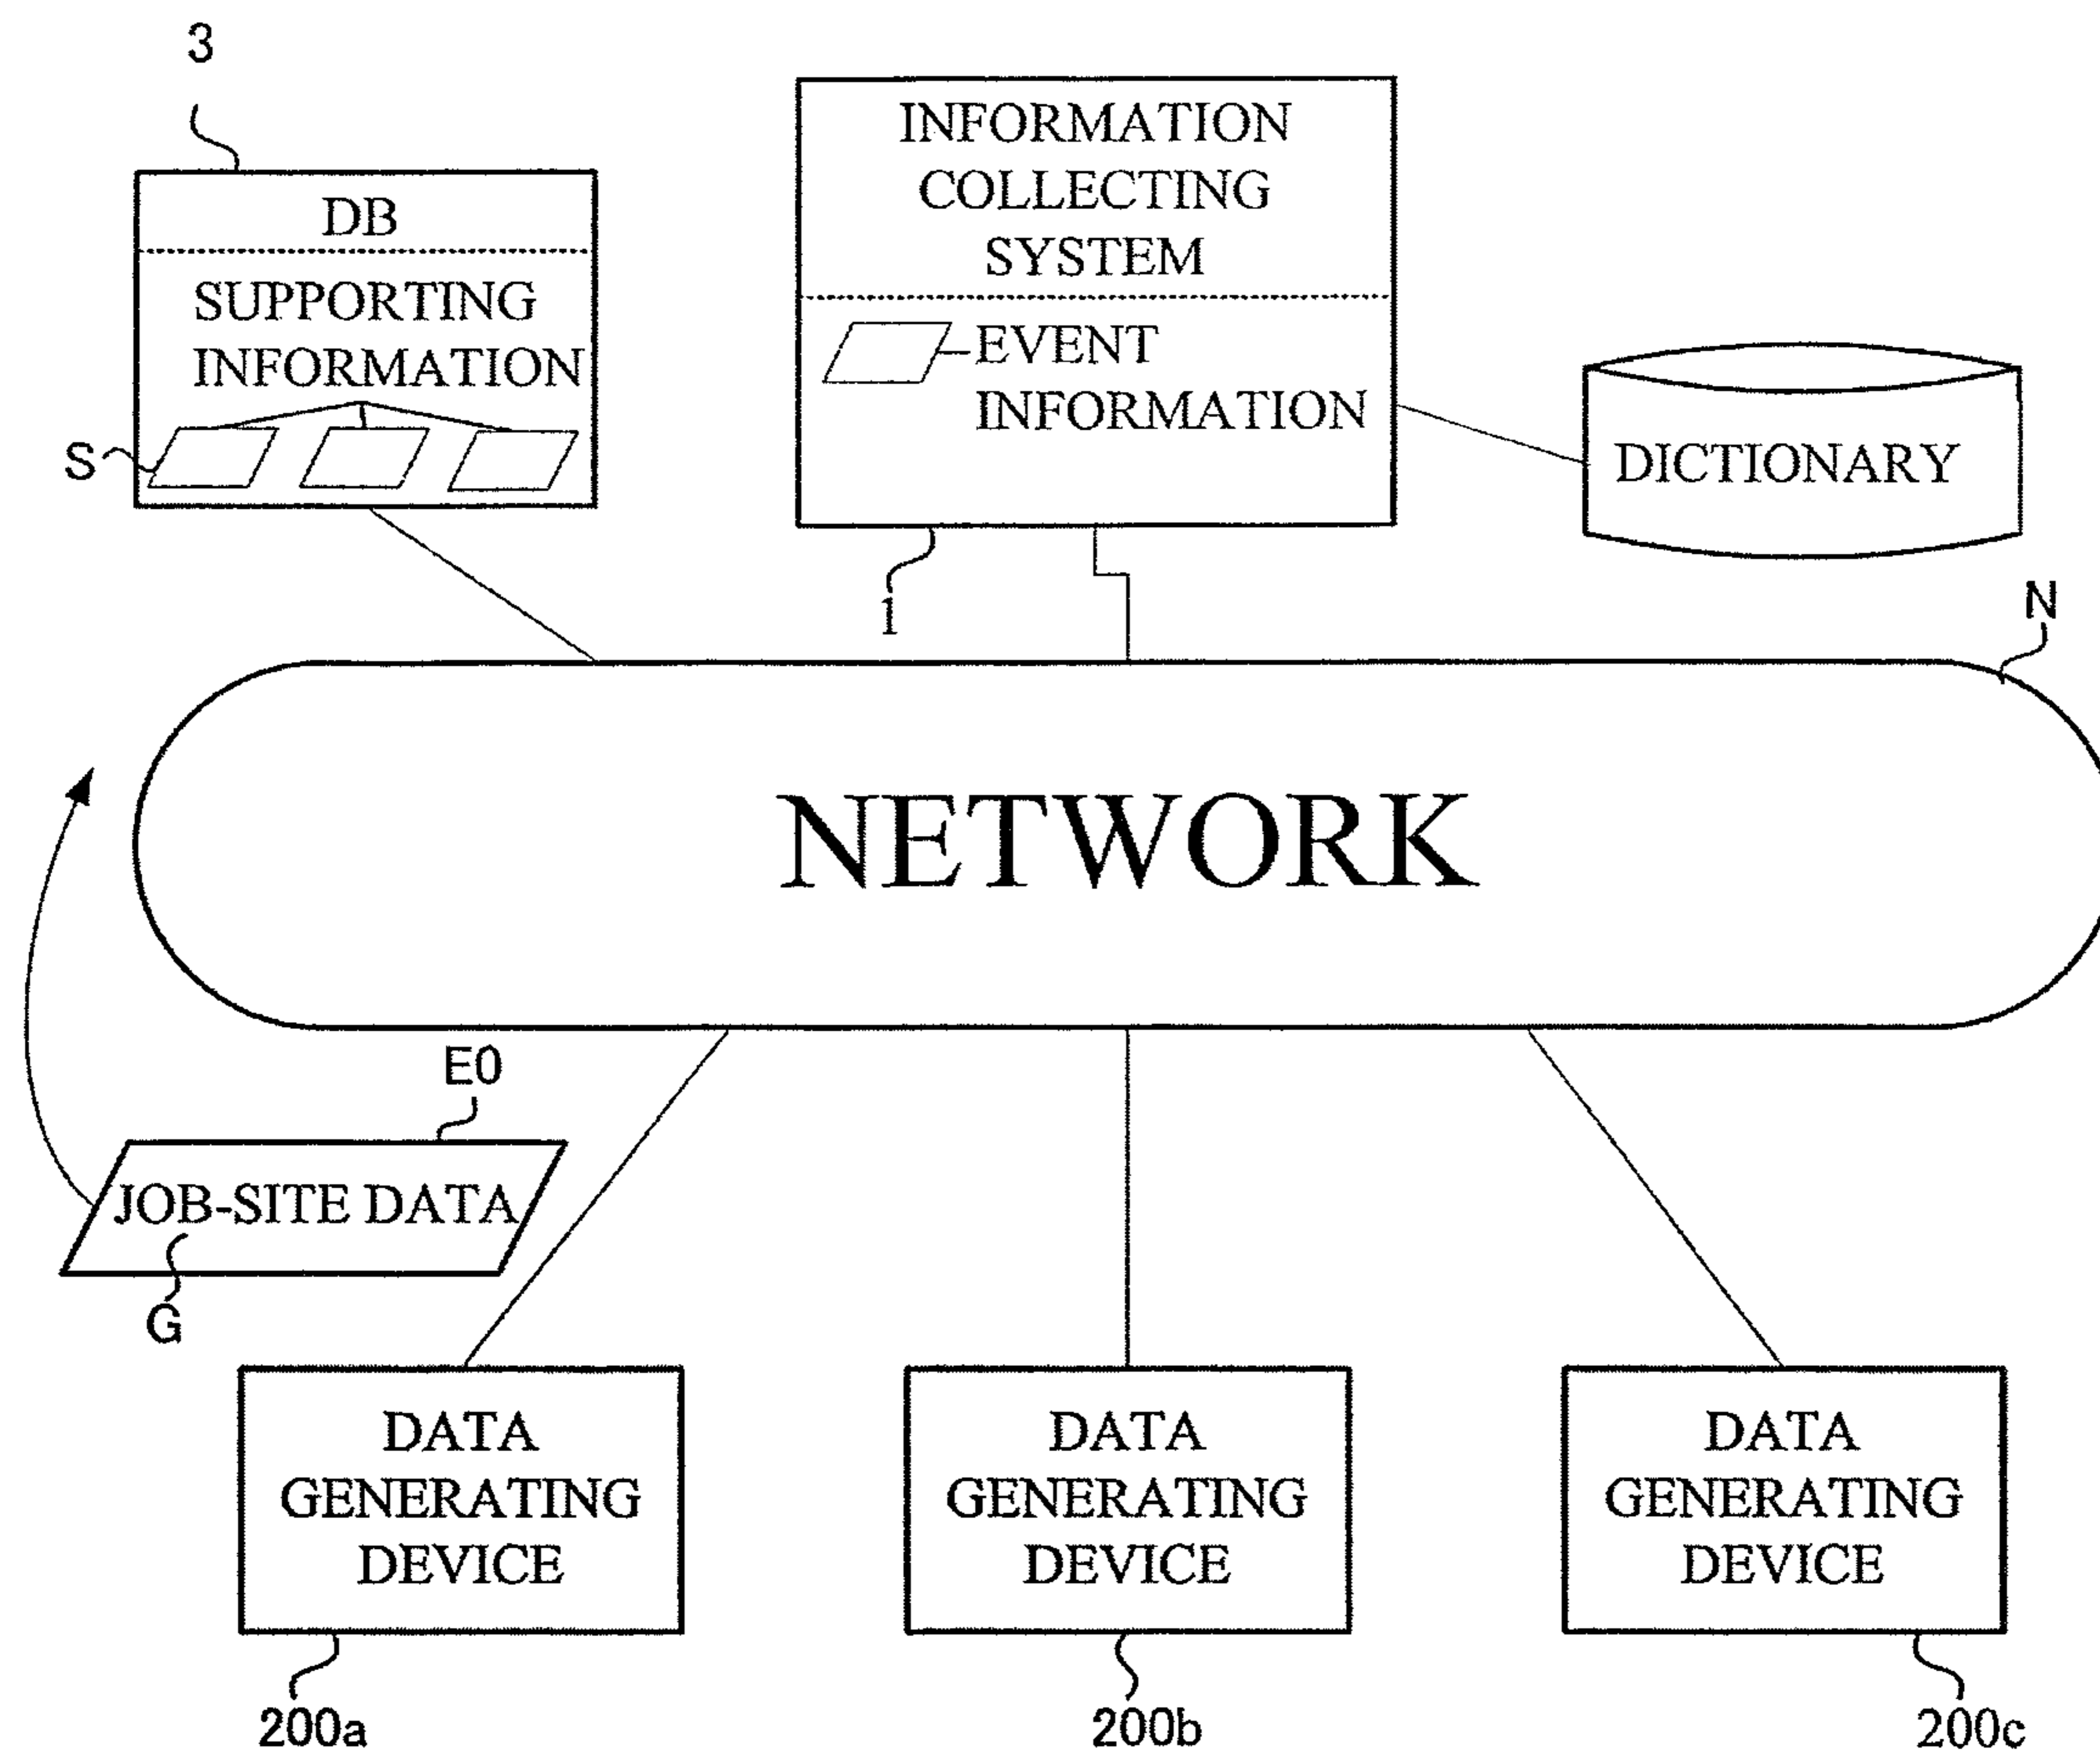 3
DB
SUPPORTING
INFORMATION
S
INFORMATION
COLLECTING
SYSTEM
EVENT
INFORMATION
1
DICTIONARY
N
NETWORK
E0
JOB-SITE DATA
G
DATA
GENERATING
DEVICE
200a
DATA
GENERATING
DEVICE
200b
DATA
GENERATING
DEVICE
200c